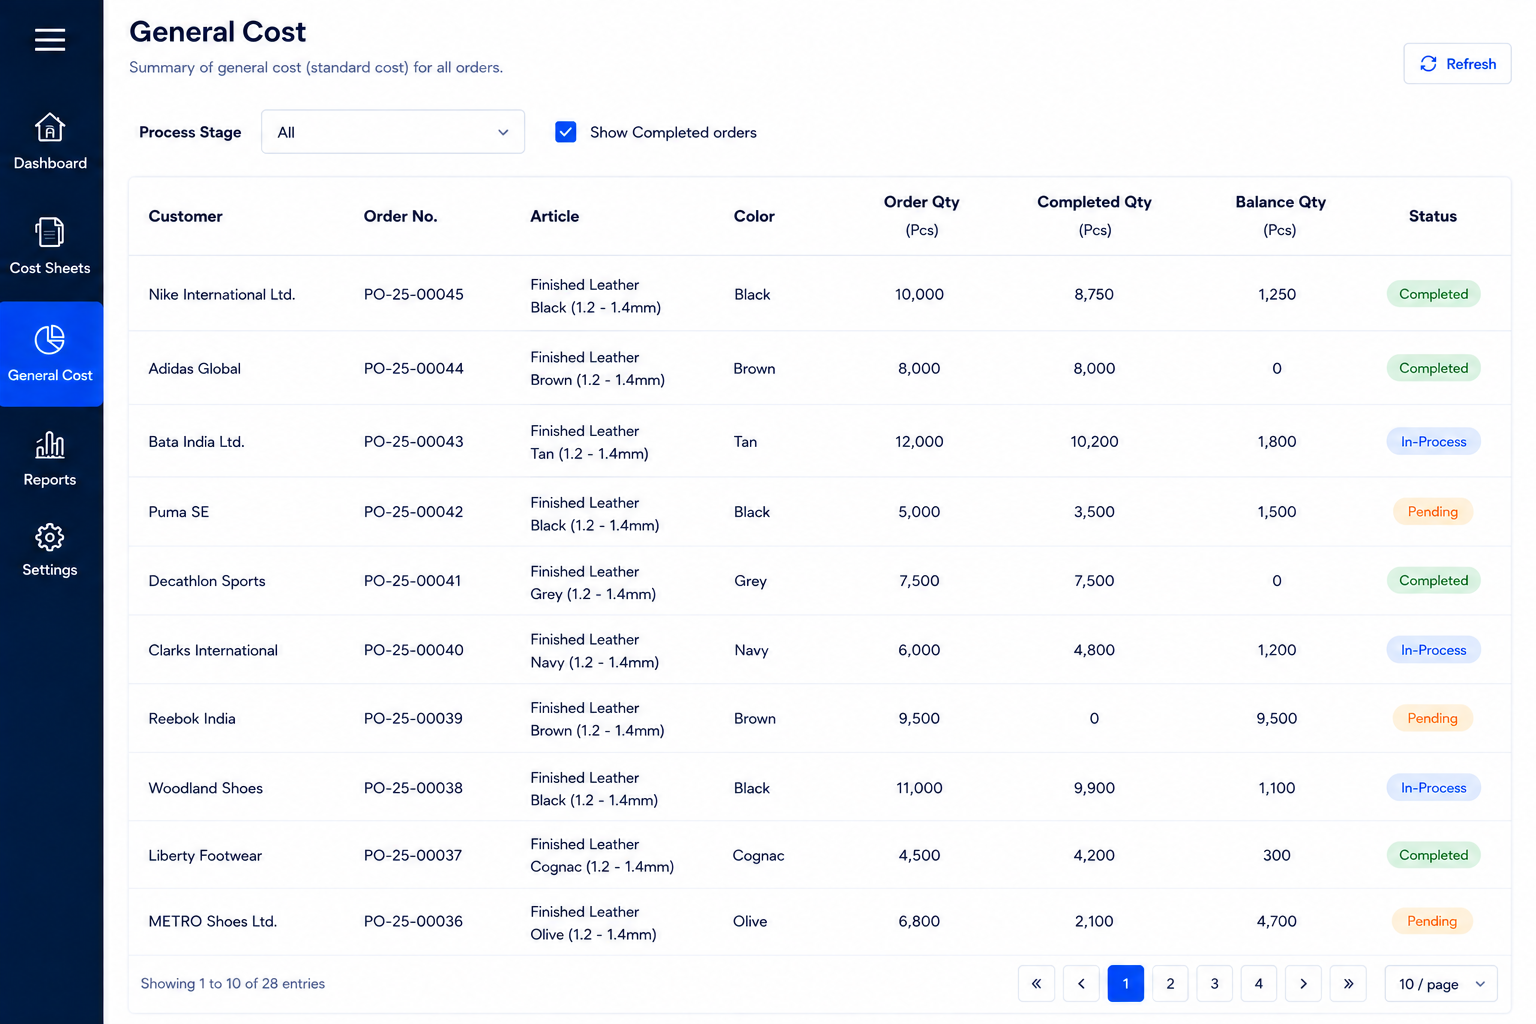 General Cost
Summary of general cost (standard cost) for all orders.
Refresh
Process Stage All Show Completed orders
Dashboard
Cost Sheets
General Cost
Reports
Settings
Customer Order No. Article Color Order Qty (Pcs) Completed Qty (Pcs) Balance Qty (Pcs) Status
Nike International Ltd. PO-25-00045 Finished Leather Black (1.2 - 1.4mm) Black 10,000 8,750 1,250 Completed
Adidas Global PO-25-00044 Finished Leather Brown (1.2 - 1.4mm) Brown 8,000 8,000 0 Completed
Bata India Ltd. PO-25-00043 Finished Leather Tan (1.2 - 1.4mm) Tan 12,000 10,200 1,800 In-Process
Puma SE PO-25-00042 Finished Leather Black (1.2 - 1.4mm) Black 5,000 3,500 1,500 Pending
Decathlon Sports PO-25-00041 Finished Leather Grey (1.2 - 1.4mm) Grey 7,500 7,500 0 Completed
Clarks International PO-25-00040 Finished Leather Navy (1.2 - 1.4mm) Navy 6,000 4,800 1,200 In-Process
Reebok India PO-25-00039 Finished Leather Brown (1.2 - 1.4mm) Brown 9,500 0 9,500 Pending
Woodland Shoes PO-25-00038 Finished Leather Black (1.2 - 1.4mm) Black 11,000 9,900 1,100 In-Process
Liberty Footwear PO-25-00037 Finished Leather Cognac (1.2 - 1.4mm) Cognac 4,500 4,200 300 Completed
METRO Shoes Ltd. PO-25-00036 Finished Leather Olive (1.2 - 1.4mm) Olive 6,800 2,100 4,700 Pending
Showing 1 to 10 of 28 entries « ‹ 1 2 3 4 › » 10 / page